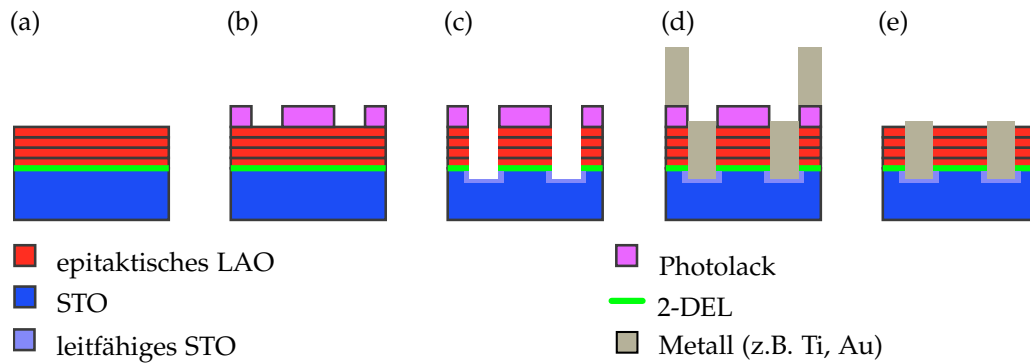 (a) (b) (c) (d) (e)
epitaktisches LAO
STO
leitfähiges STO
Photolack
2-DEL
Metall (z.B. Ti, Au)